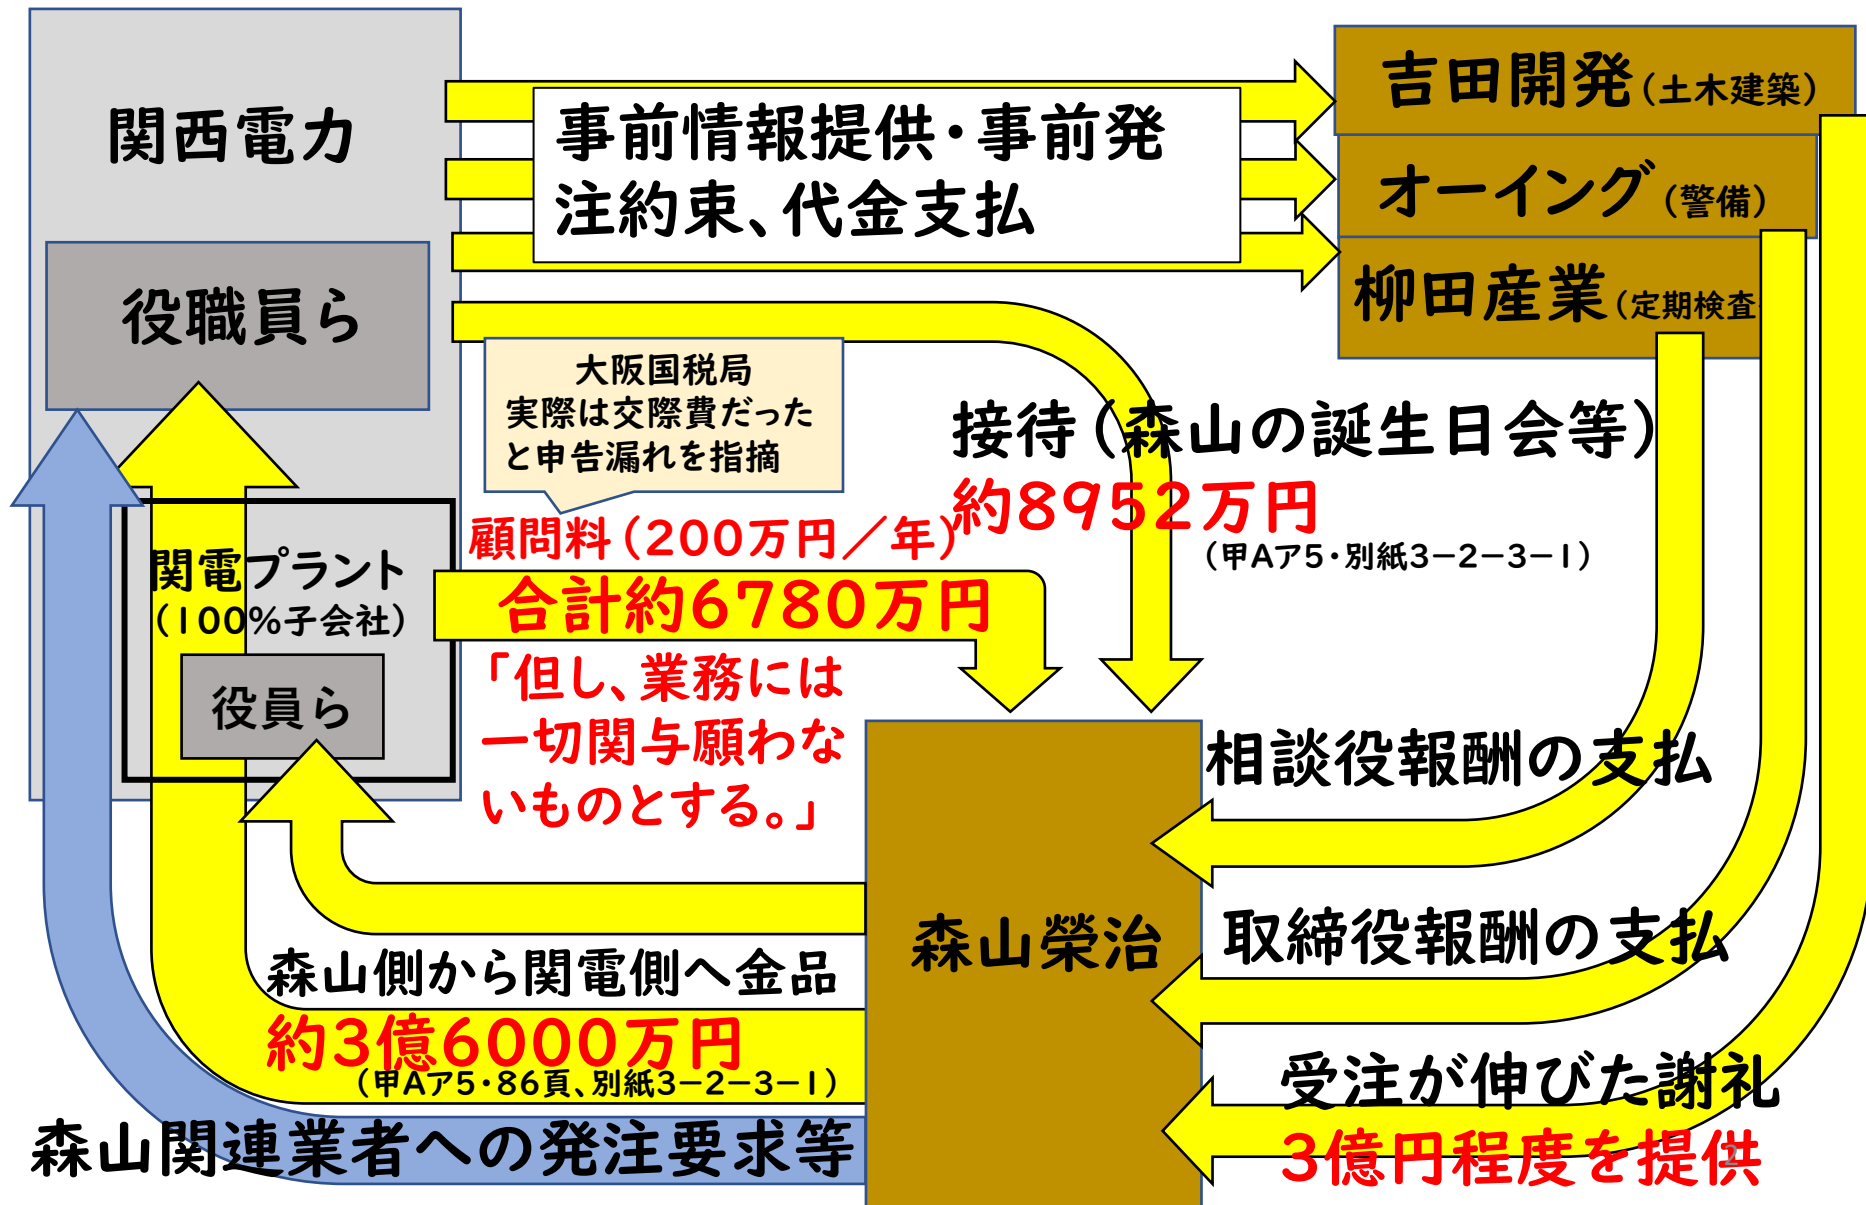 関西電力
役職員ら
事前情報提供・事前発
注約束、代金支払
吉田開発(土木建築)
オーイング(警備)
柳田産業(定期検査
大阪国税局
実際は交際費だった
と申告漏れを指摘
接待(森山の誕生日会等)
約8952万円
(甲Aア5・別紙3-2-3-1)
顧問料(200万円/年)
合計約6780万円
「但し、業務には
一切関与願わな
いものとする。」
関電プラント
(100%子会社)
役員ら
森山榮治
相談役報酬の支払
取締役報酬の支払
受注が伸びた謝礼
3億円程度を提供
2
森山側から関電側へ金品
約3億6000万円
(甲Aア5・86頁、別紙3-2-3-1)
森山関連業者への発注要求等